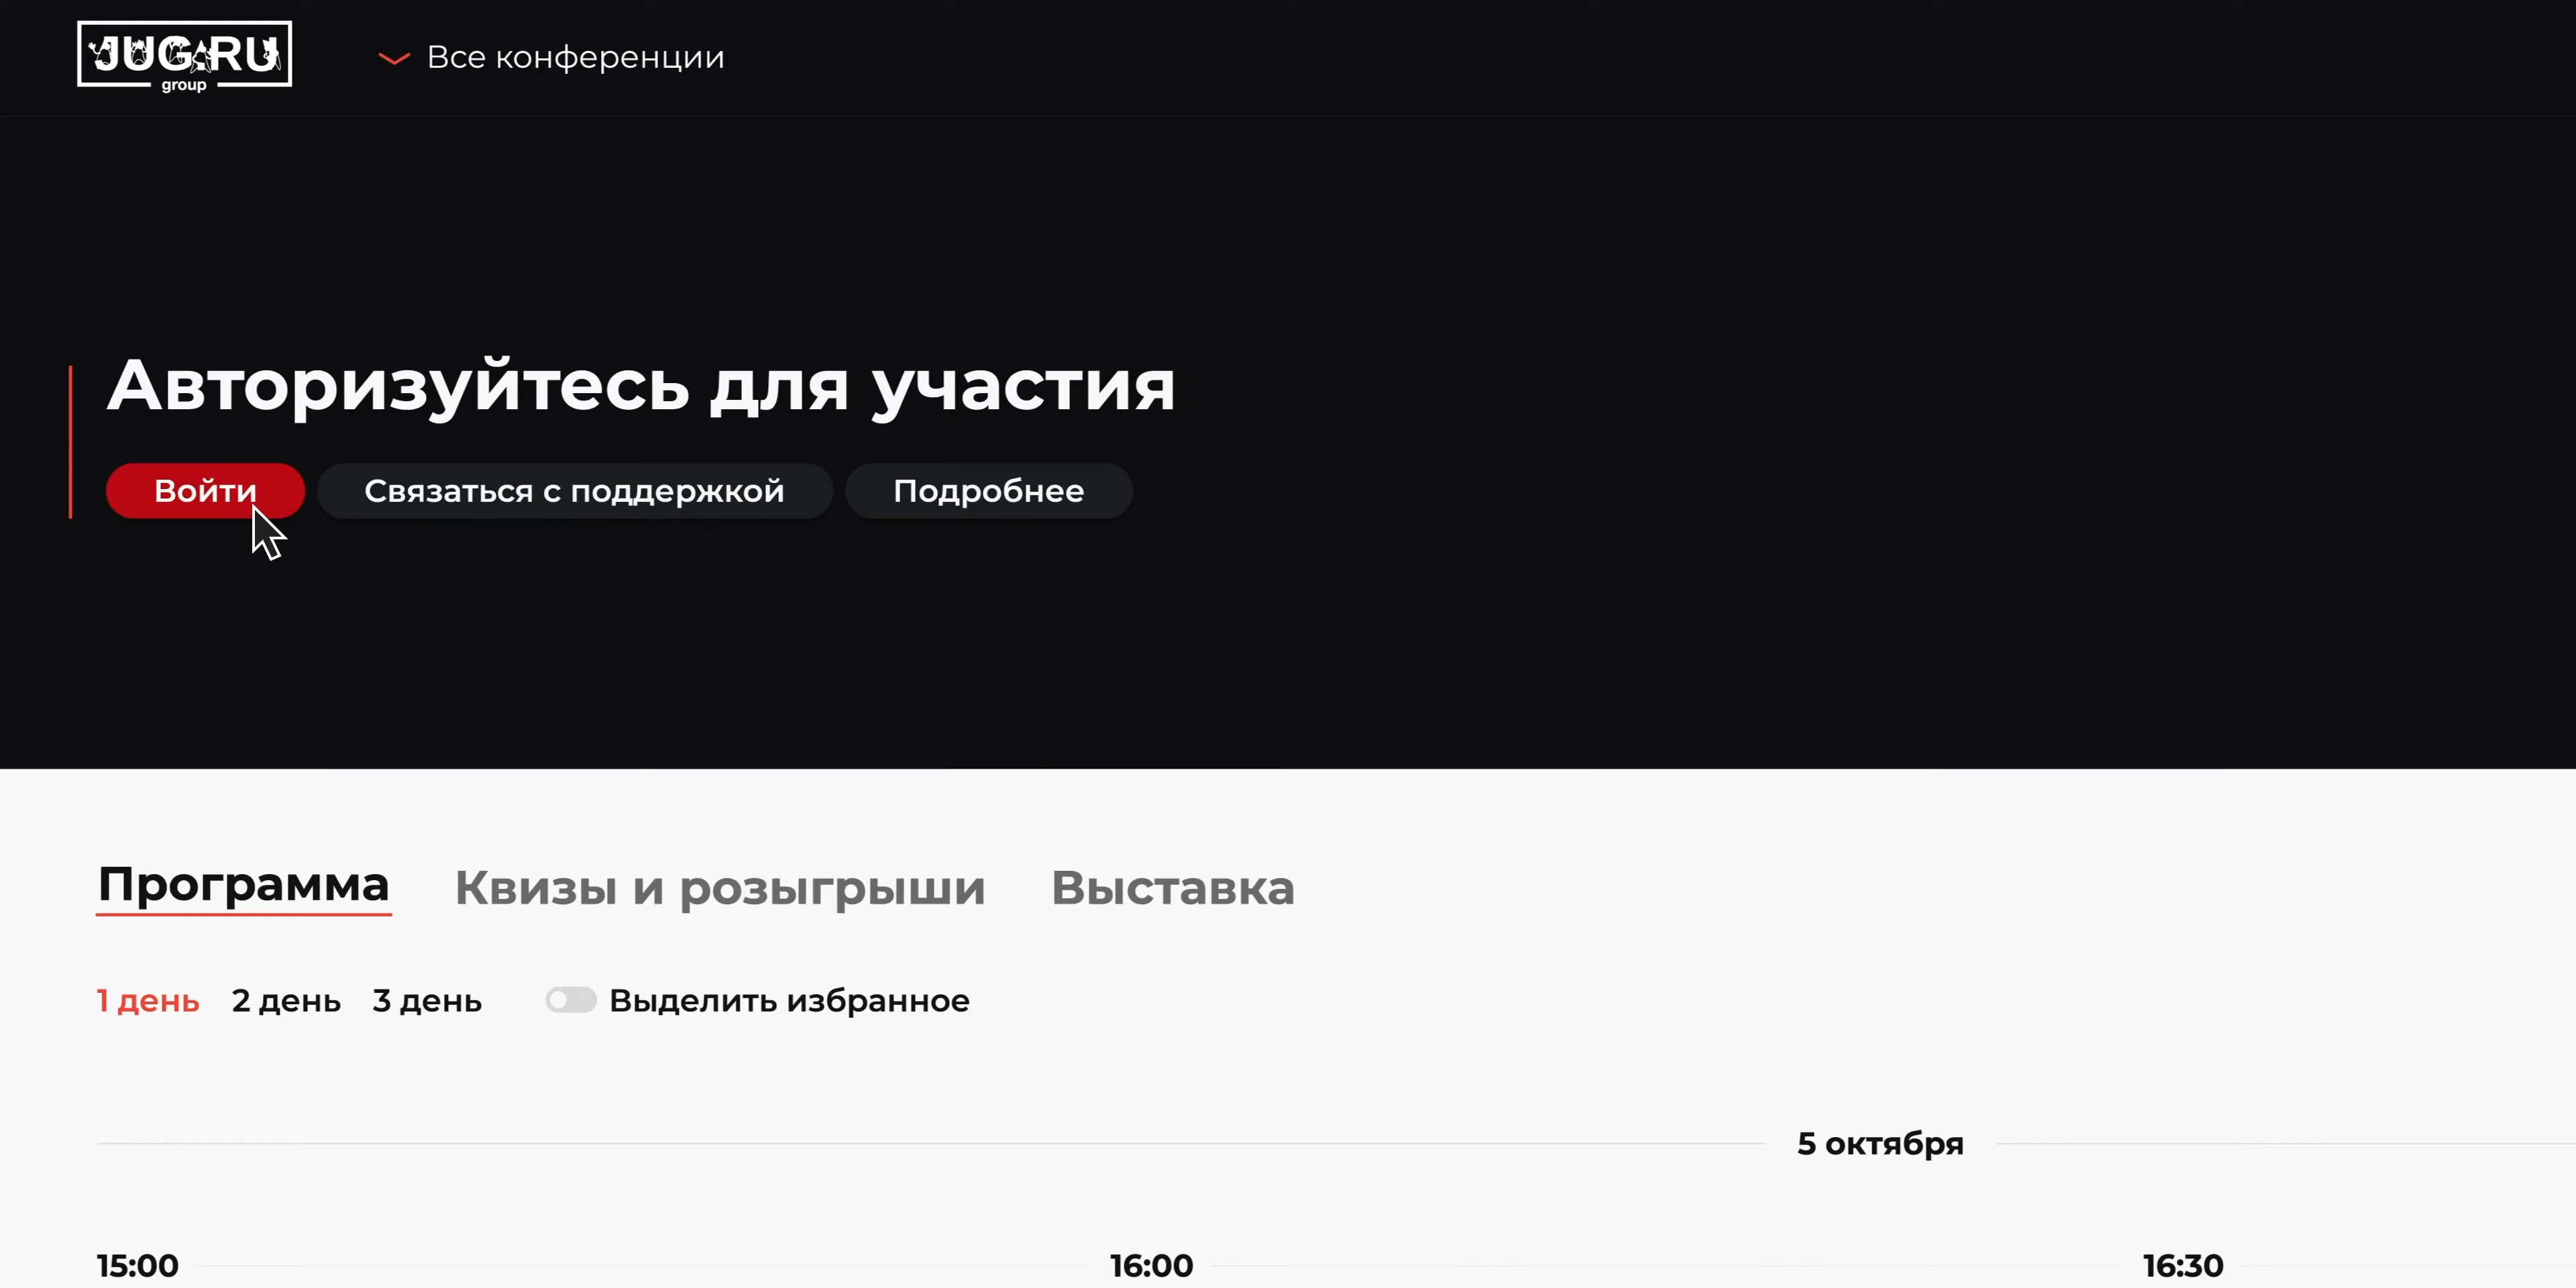 JUG.RU
group
Все конференции
Авторизуйтесь для участия
Войти Связаться с поддержкой Подробнее
Программа Квизы и розыгрыши Выставка
1 день 2 день 3 день Выделить избранное
5 октября
15:00 16:00 16:30